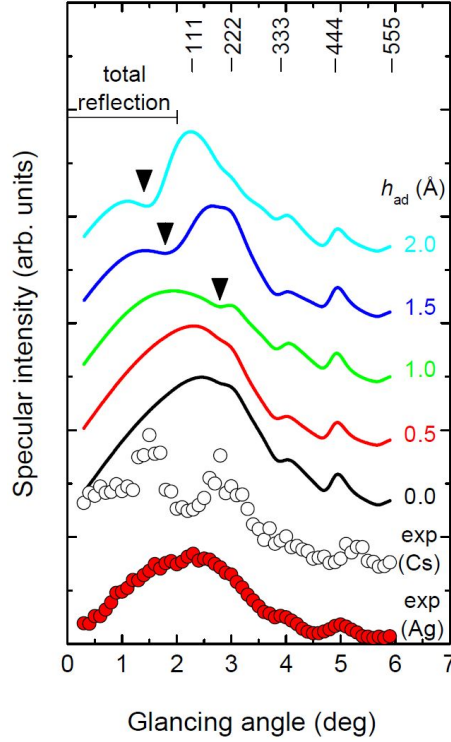 – 111
– 222
– 333
– 444
– 555
total
reflection
h_ad (Å)
2.0
1.5
1.0
0.5
0.0
exp
(Cs)
exp
(Ag)
Specular intensity (arb. units)
0 1 2 3 4 5 6 7
Glancing angle (deg)